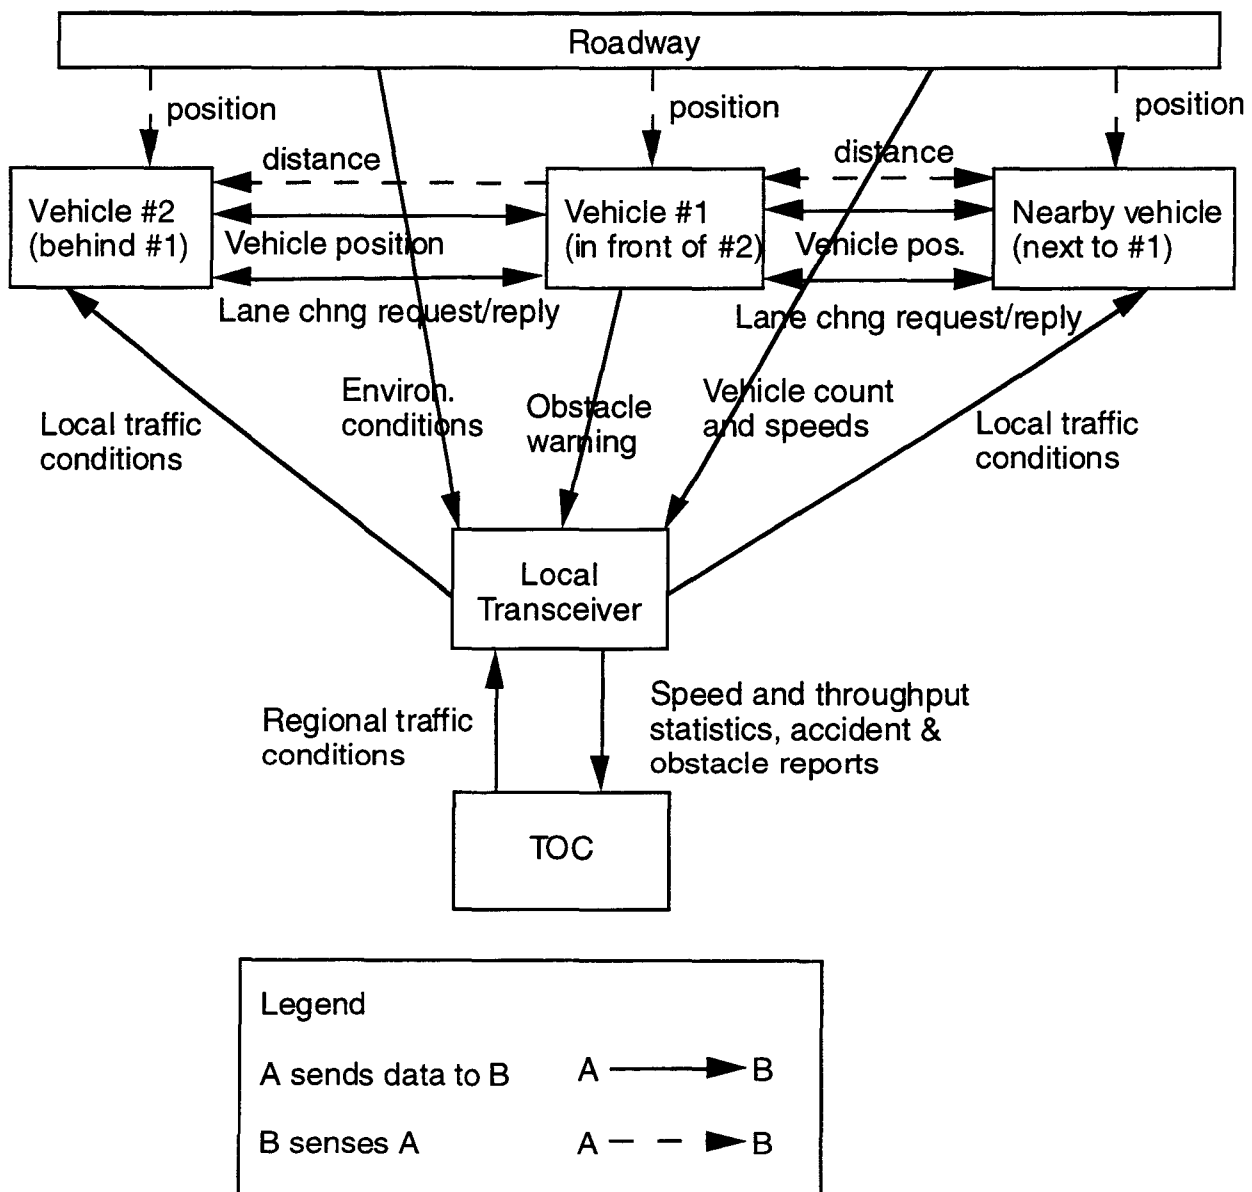 Roadway
position
position
position
distance
distance
Vehicle #2
(behind #1)
Vehicle #1
(in front of #2)
Nearby vehicle
(next to #1)
Vehicle position
Vehicle pos.
Lane chng request/reply
Lane chng request/reply
Local traffic
conditions
Environ.
conditions
Obstacle
warning
Vehicle count
and speeds
Local traffic
conditions
Local
Transceiver
Regional traffic
conditions
Speed and throughput
statistics, accident &
obstacle reports
TOC
Legend
A sends data to B
A B
B senses A
A B